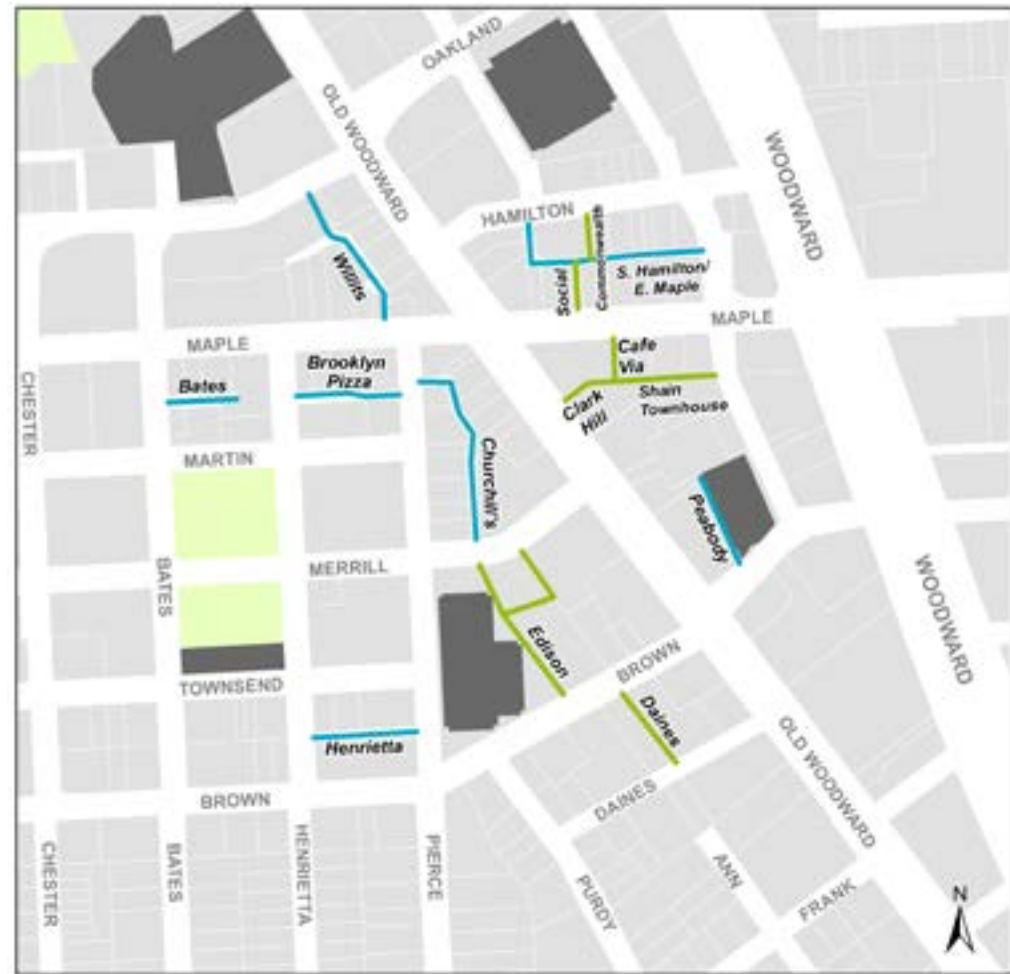 OAKLAND
OLD WOODWARD
WOODWARD
HAMILTON
Commonwealth
Social
S. Hamilton/
E. Maple
Willits
MAPLE
MAPLE
Cafe
Via
Brooklyn
Pizza
Bates
CHESTER
Clark
Hill
Shain
Townhouse
MARTIN
Churchill's
Peabody
BATES
MERRILL
WOODWARD
Edison
BROWN
TOWNSEND
Daines
Henrietta
OLD WOODWARD
BROWN
DAINES
CHESTER
BATES
HENRIETTA
PIERCE
PURDY
ANN
FRANK
N